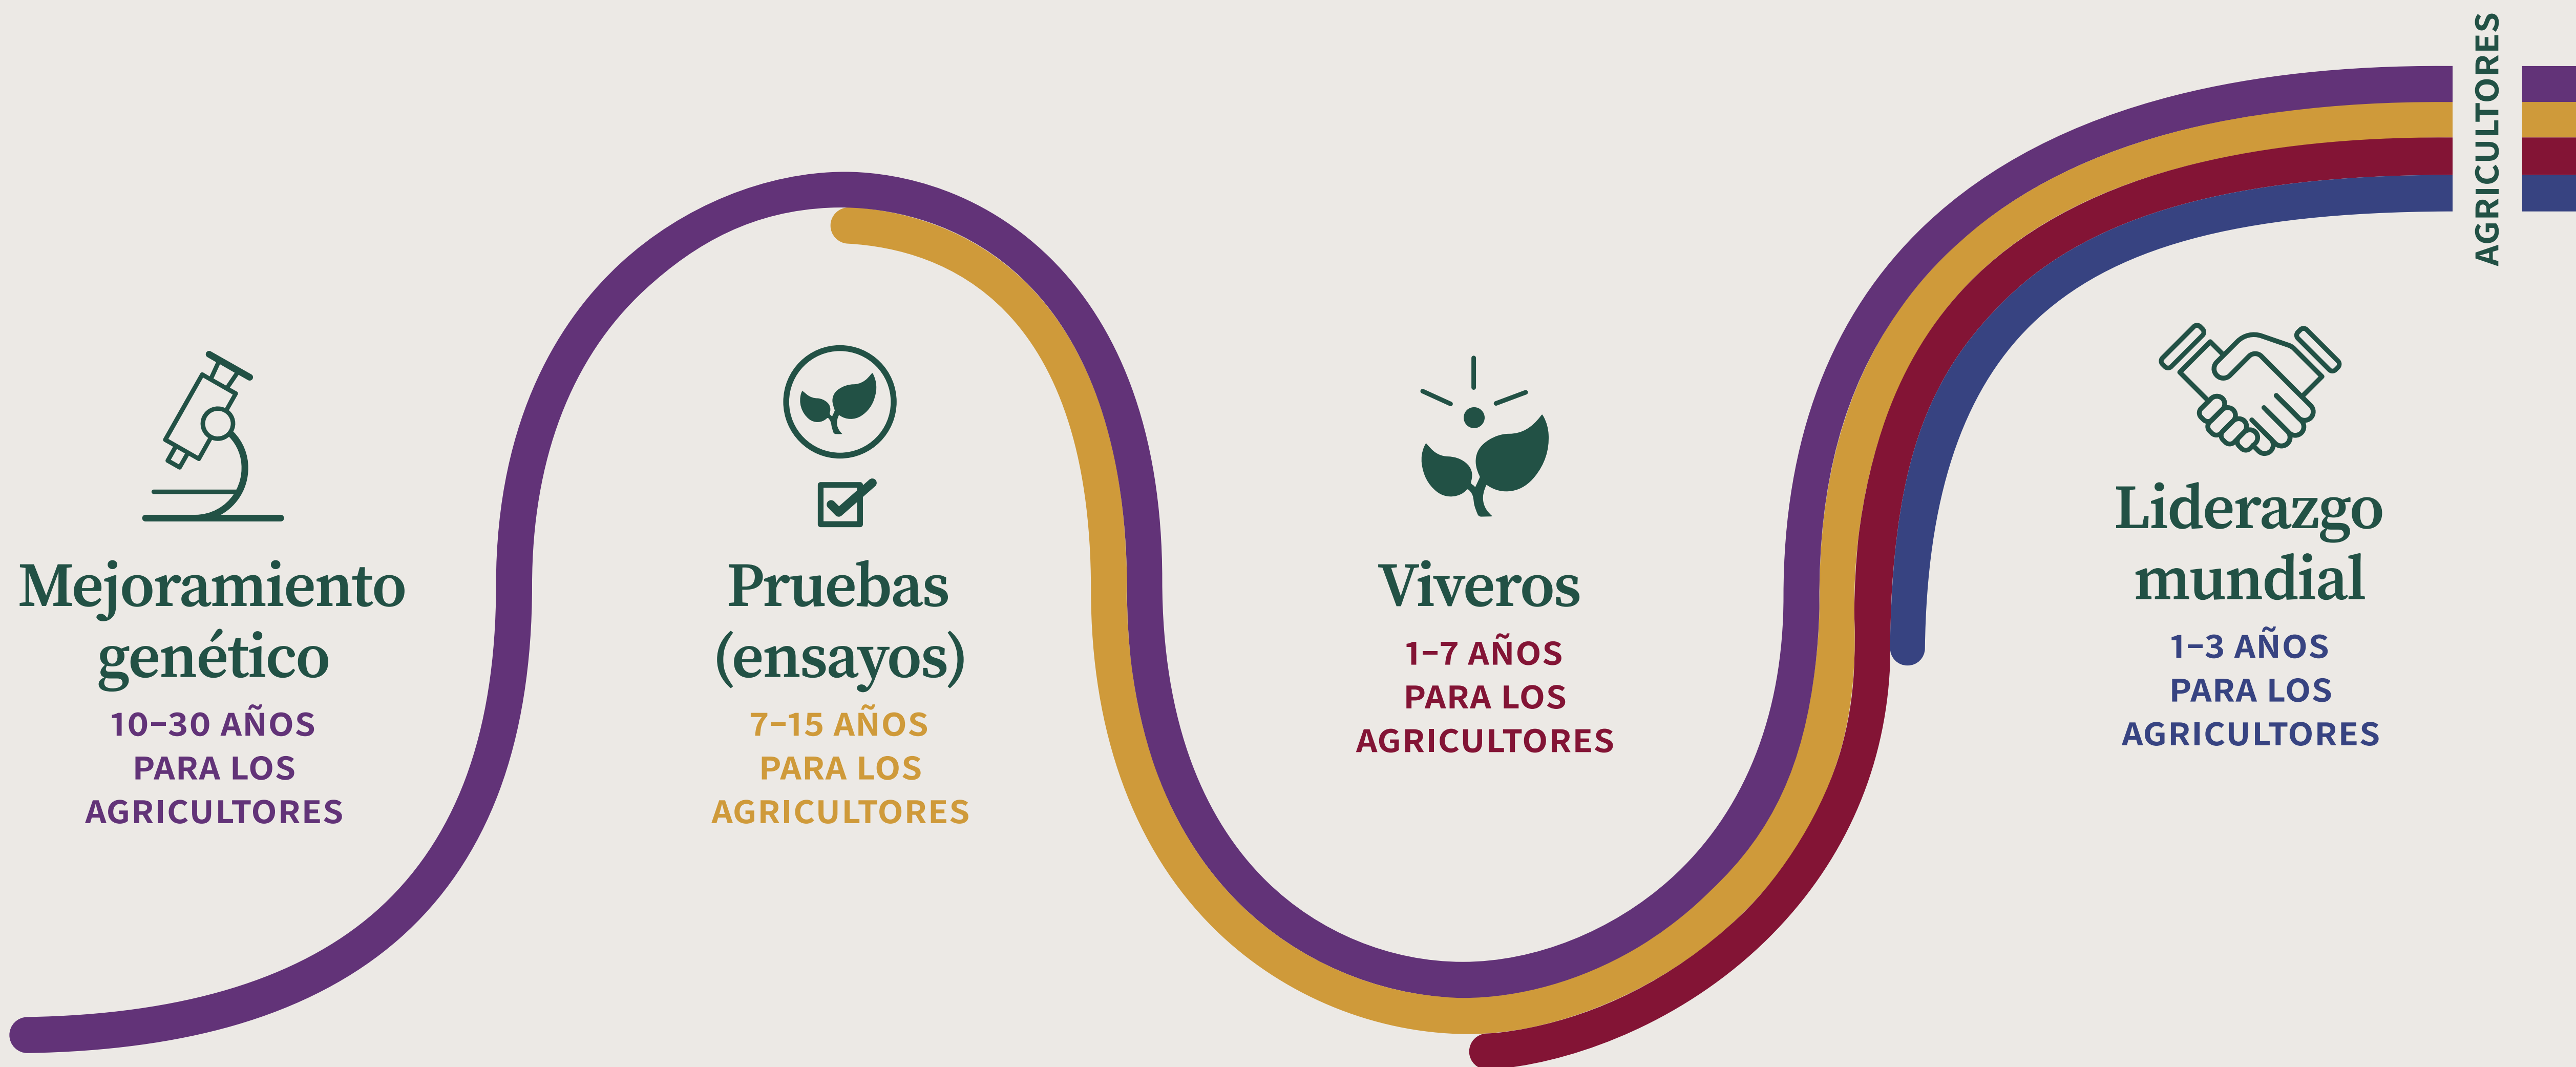 Mejoramiento
genético
10–30 AÑOS
PARA LOS
AGRICULTORES
Pruebas
(ensayos)
7–15 AÑOS
PARA LOS
AGRICULTORES
Viveros
1–7 AÑOS
PARA LOS
AGRICULTORES
Liderazgo
mundial
1–3 AÑOS
PARA LOS
AGRICULTORES
AGRICULTORES